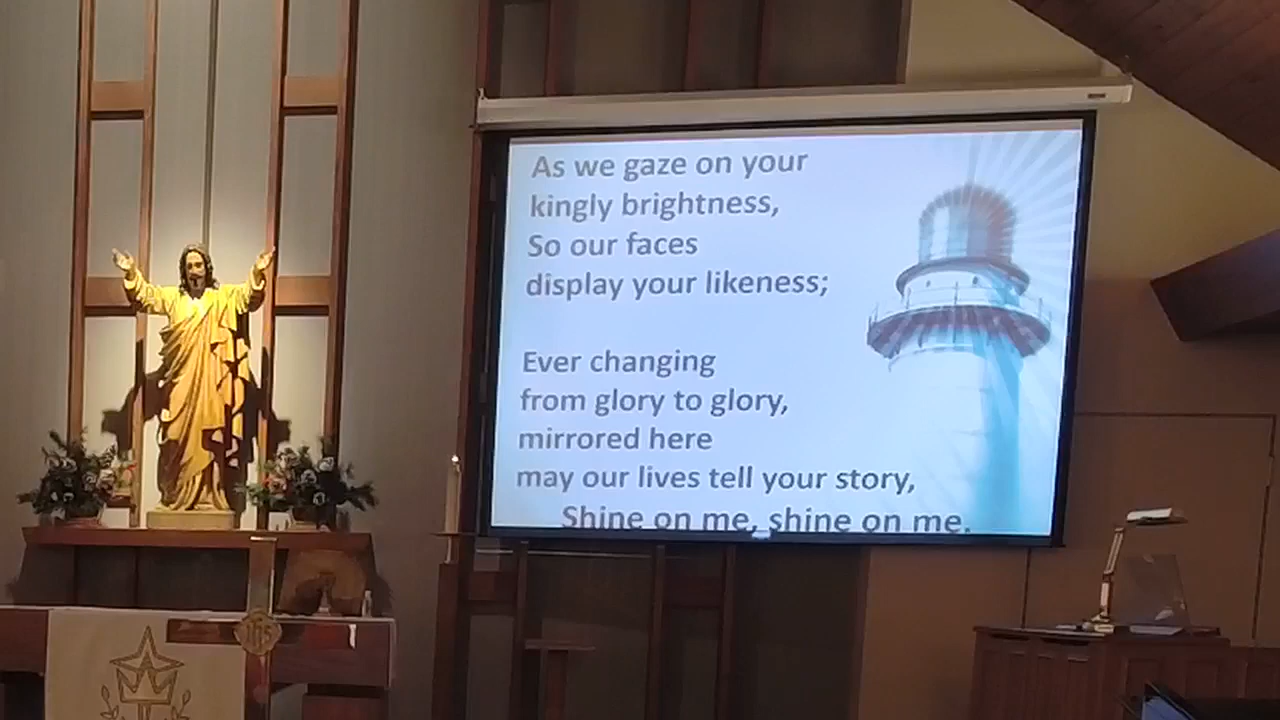 As we gaze on your
kingly brightness,
So our faces
display your likeness;
Ever changing
from glory to glory,
mirrored here
may our lives tell your story,
Shine on me, shine on me.
IHS